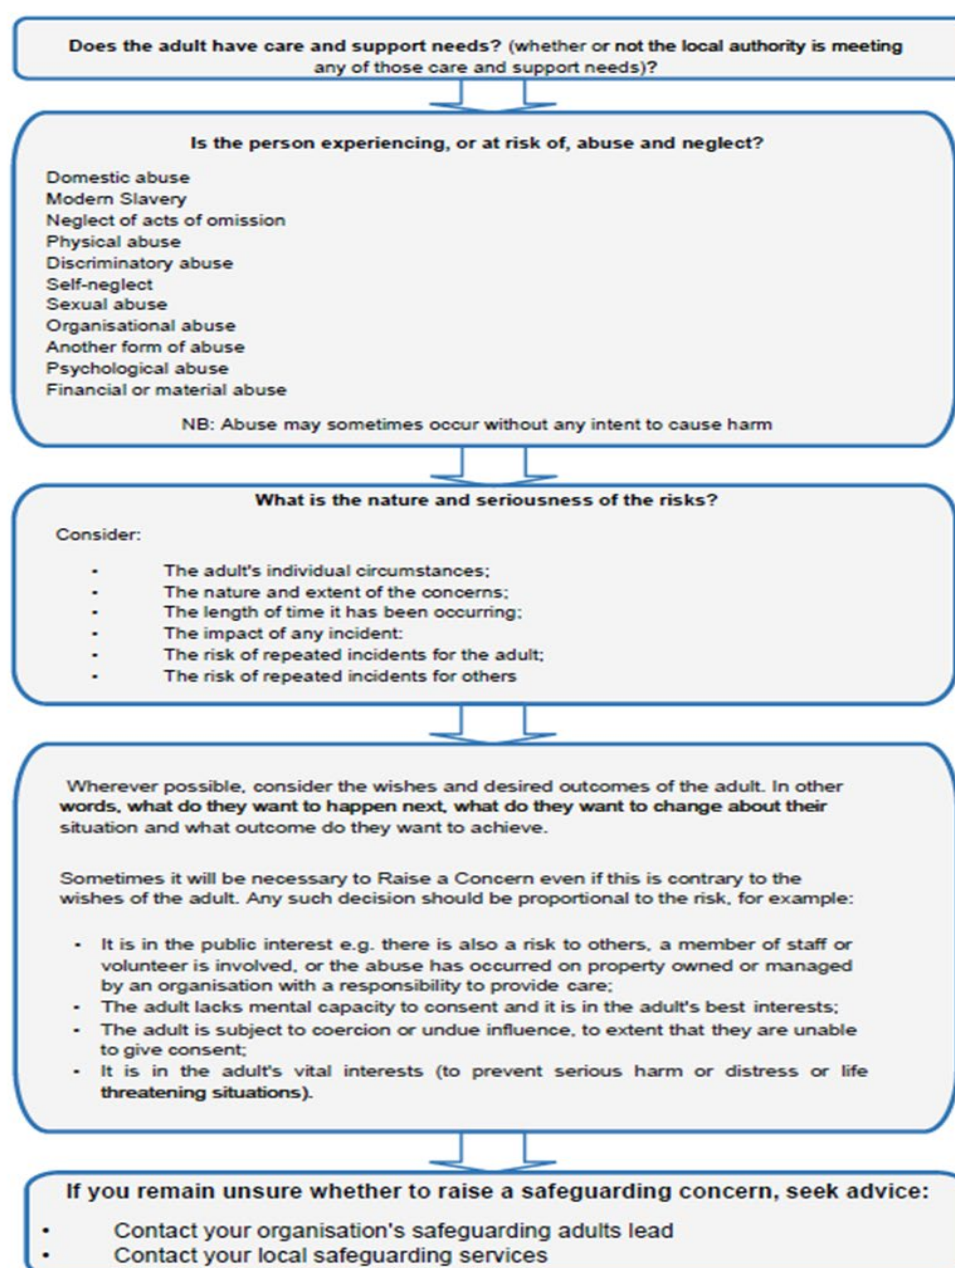 Does the adult have care and support needs? (whether or not the local authority is meeting
any of those care and support needs)?
Is the person experiencing, or at risk of, abuse and neglect?
Domestic abuse
Modern Slavery
Neglect of acts of omission
Physical abuse
Discriminatory abuse
Self-neglect
Sexual abuse
Organisational abuse
Another form of abuse
Psychological abuse
Financial or material abuse
NB: Abuse may sometimes occur without any intent to cause harm
What is the nature and seriousness of the risks?
Consider:
· The adult's individual circumstances;
· The nature and extent of the concerns;
· The length of time it has been occurring;
· The impact of any incident:
· The risk of repeated incidents for the adult;
· The risk of repeated incidents for others
Wherever possible, consider the wishes and desired outcomes of the adult. In other
words, what do they want to happen next, what do they want to change about their
situation and what outcome do they want to achieve.
Sometimes it will be necessary to Raise a Concern even if this is contrary to the
wishes of the adult. Any such decision should be proportional to the risk, for example:
· It is in the public interest e.g. there is also a risk to others, a member of staff or
volunteer is involved, or the abuse has occurred on property owned or managed
by an organisation with a responsibility to provide care;
· The adult lacks mental capacity to consent and it is in the adult's best interests;
· The adult is subject to coercion or undue influence, to extent that they are unable
to give consent;
· It is in the adult's vital interests (to prevent serious harm or distress or life
threatening situations).
If you remain unsure whether to raise a safeguarding concern, seek advice:
• Contact your organisation's safeguarding adults lead
• Contact your local safeguarding services